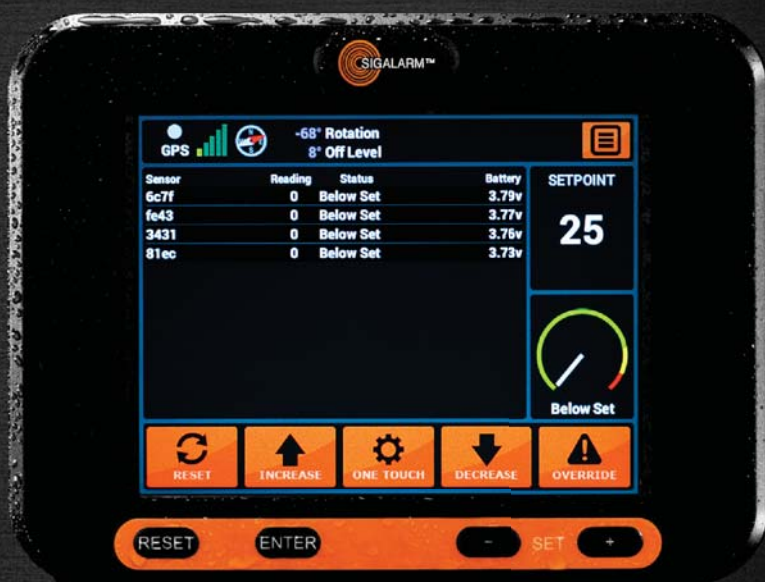 SIGALARM™
-68° Rotation
GPS
8° Off Level
Sensor Reading Status Battery
6c7f 0 Below Set 3.79v
fe43 0 Below Set 3.77v
3431 0 Below Set 3.76v
81ec 0 Below Set 3.73v
SETPOINT
25
Below Set
RESET INCREASE ONE TOUCH DECREASE OVERRIDE
RESET ENTER - SET +